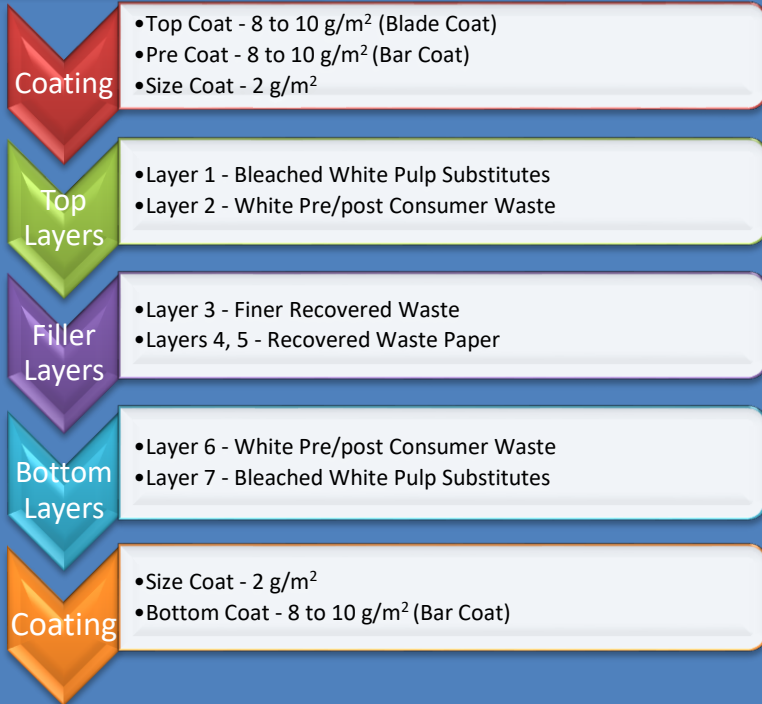 Coating
•Top Coat - 8 to 10 g/m² (Blade Coat)
•Pre Coat - 8 to 10 g/m² (Bar Coat)
•Size Coat - 2 g/m²
Top
Layers
•Layer 1 - Bleached White Pulp Substitutes
•Layer 2 - White Pre/post Consumer Waste
Filler
Layers
•Layer 3 - Finer Recovered Waste
•Layers 4, 5 - Recovered Waste Paper
Bottom
Layers
•Layer 6 - White Pre/post Consumer Waste
•Layer 7 - Bleached White Pulp Substitutes
Coating
•Size Coat - 2 g/m²
•Bottom Coat - 8 to 10 g/m² (Bar Coat)